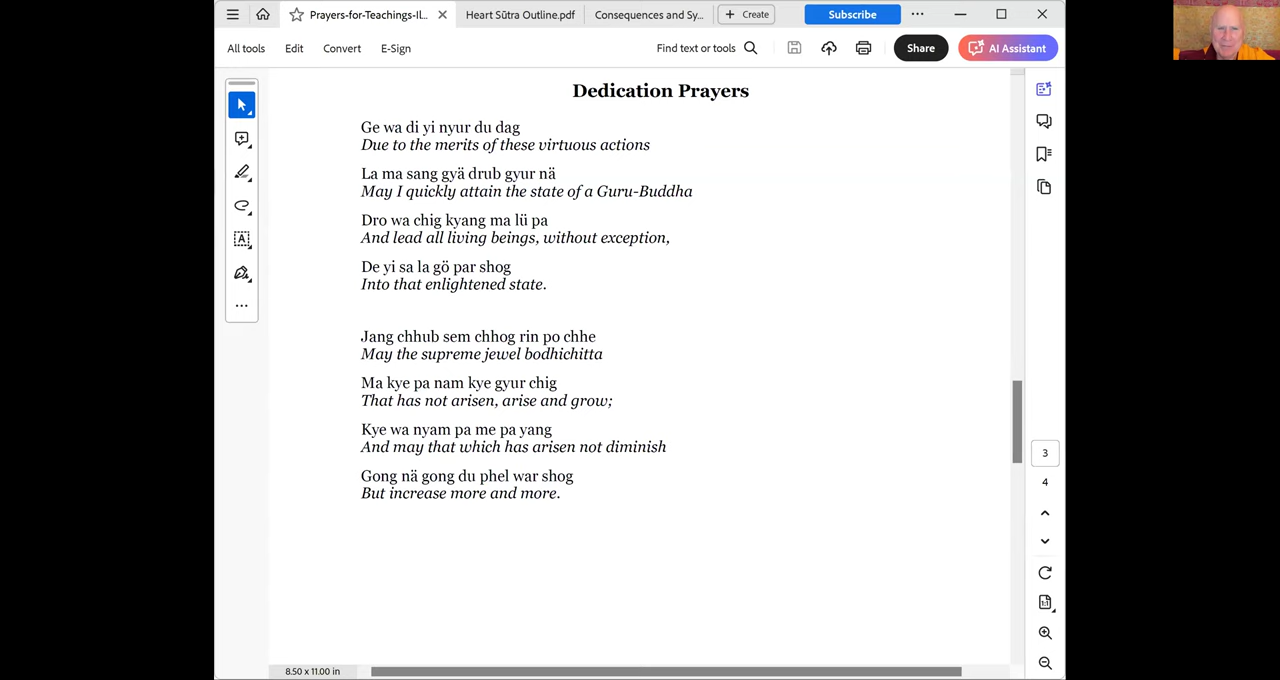 Prayers-for-Teachings-Il...
Heart Sūtra Outline.pdf
Consequences and Sy...
+ Create
Subscribe
All tools
Edit
Convert
E-Sign
Find text or tools
Share
AI Assistant
Dedication Prayers
Ge wa di yi nyur du dag
Due to the merits of these virtuous actions
La ma sang gyä drub gyur nä
May I quickly attain the state of a Guru-Buddha
Dro wa chig kyang ma lü pa
And lead all living beings, without exception,
De yi sa la gö par shog
Into that enlightened state.
Jang chhub sem chhog rin po chhe
May the supreme jewel bodhichitta
Ma kye pa nam kye gyur chig
That has not arisen, arise and grow;
Kye wa nyam pa me pa yang
And may that which has arisen not diminish
Gong nä gong du phel war shog
But increase more and more.
3
4
8.50 x 11.00 in